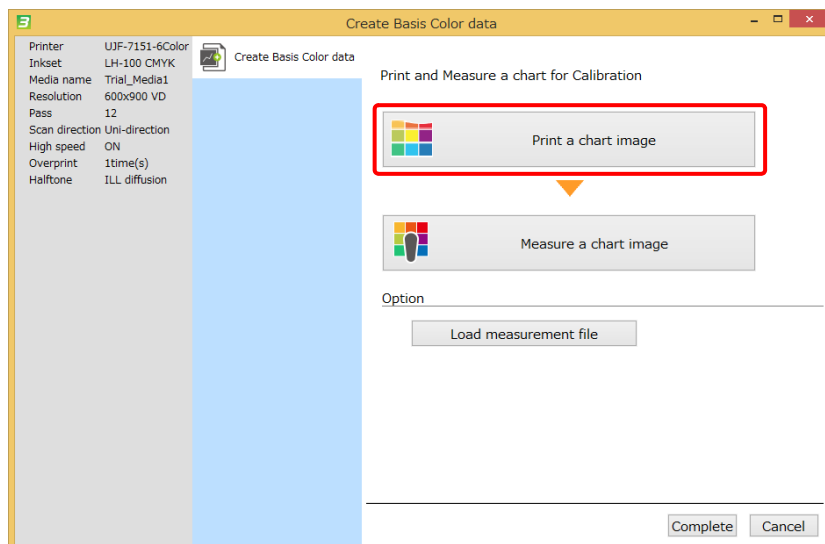 Create Basis Color data
Printer UJF-7151-6Color
Inkset LH-100 CMYK
Media name Trial_Media1
Resolution 600x900 VD
Pass 12
Scan direction Uni-direction
High speed ON
Overprint 1time(s)
Halftone ILL diffusion
Create Basis Color data
Print and Measure a chart for Calibration
Print a chart image
Measure a chart image
Option
Load measurement file
Complete Cancel